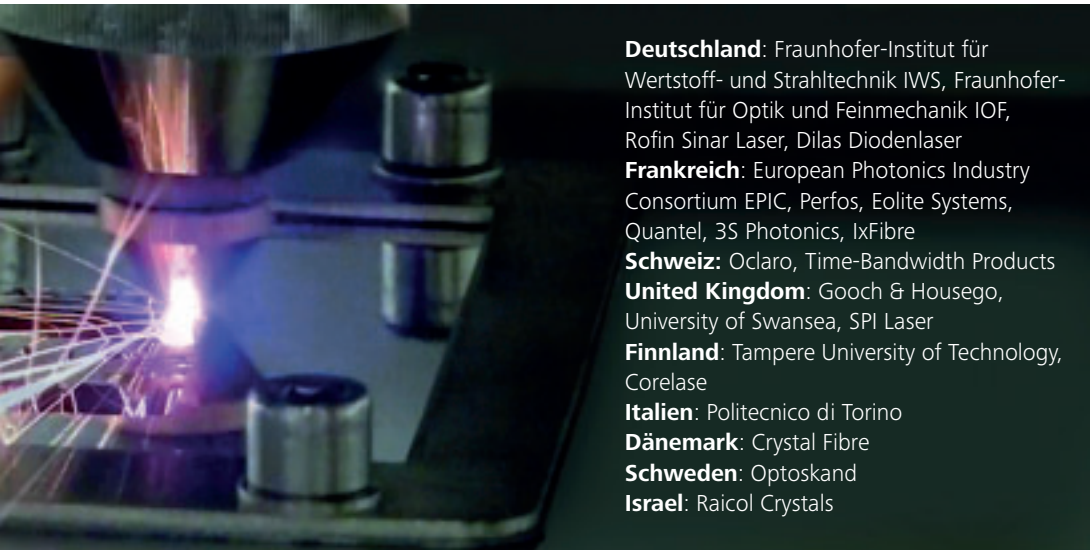 Deutschland: Fraunhofer-Institut für
Wertstoff- und Strahltechnik IWS, Fraunhofer-
Institut für Optik und Feinmechanik IOF,
Rofin Sinar Laser, Dilas Diodenlaser
Frankreich: European Photonics Industry
Consortium EPIC, Perfos, Eolite Systems,
Quantel, 3S Photonics, IxFibre
Schweiz: Oclaro, Time-Bandwidth Products
United Kingdom: Gooch & Housego,
University of Swansea, SPI Laser
Finnland: Tampere University of Technology,
Corelase
Italien: Politecnico di Torino
Dänemark: Crystal Fibre
Schweden: Optoskand
Israel: Raicol Crystals